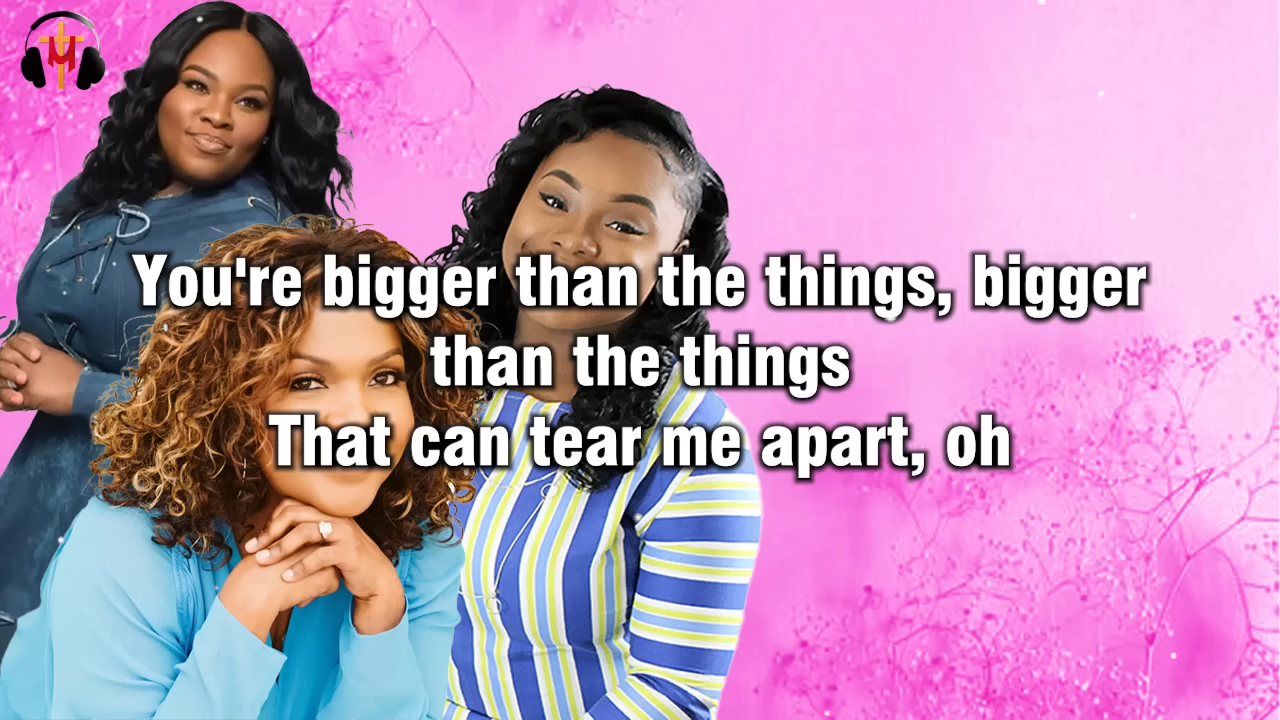 You're bigger than the things, bigger
than the things
That can tear me apart, oh